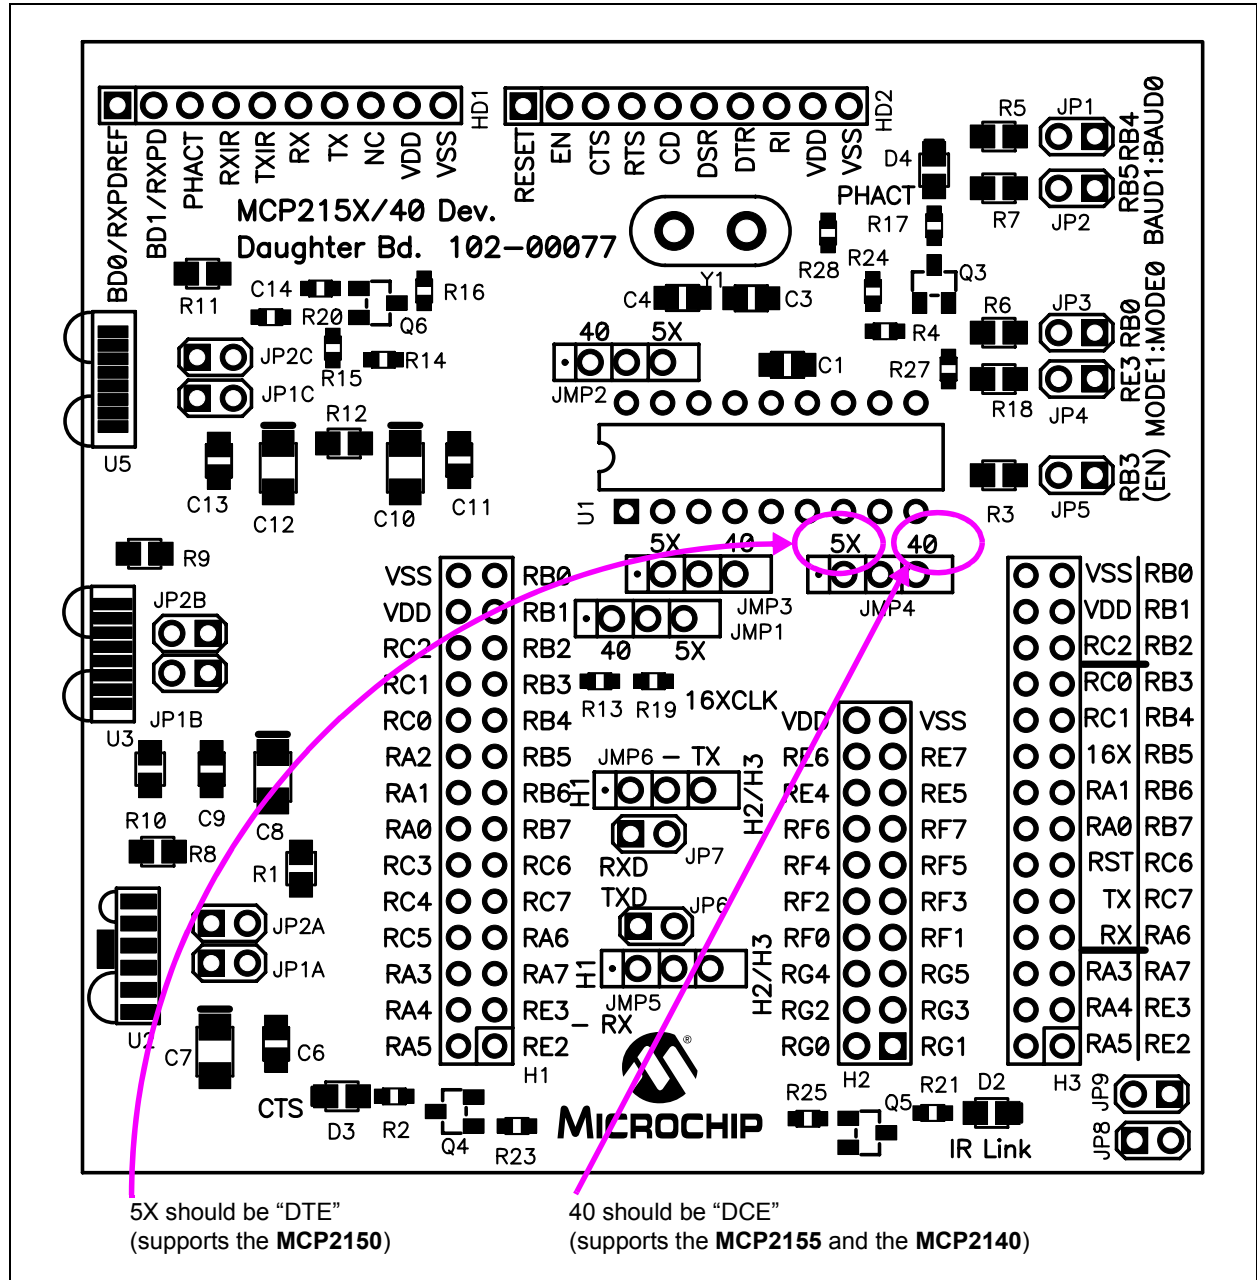 HD1
HD2
BD0/RXPDREF
BD1/RXPD
PHACT
RXIR
TXIR
RX
TX
NC
VDD
VSS
RESET
EN
CTS
RTS
CD
DSR
DTR
RI
VDD
VSS
MCP215X/40 Dev.
Daughter Bd. 102-00077
D4
PHACT
R17
R5
JP1
R7
JP2
RB5 RB4
BAUD1:BAUD0
R28
R24
Q3
R4
R27
R6
JP3
R18
JP4
RE3 RB0
MODE1:MODE0
R3
JP5
RB3
(EN)
R11
C14
R20
Q6
R16
R15
R14
JP2C
JP1C
R12
U5
C13
C12
C10
C11
Y1
C4
C3
40 5X
JMP2
C1
U1
R9
JP2B
JP1B
U3
R10
C9
C8
R8
R1
JP2A
JP1A
U2
C7
C6
5X 40
JMP3
JMP1
40 5X
5X 40
JMP4
R13 R19 16XCLK
VSS RB0
VDD RB1
RC2 RB2
RC1 RB3
RC0 RB4
RA2 RB5
RA1 RB6
RA0 RB7
RC3 RC6
RC4 RC7
RC5 RA6
RA3 RA7
RA4 RE3
RA5 RE2
H1
JMP6 - TX
H1
H2/H3
JP7
RXD
TXD
JP6
H1
H2/H3
JMP5
- RX
VDD VSS
RE6 RE7
RE4 RE5
RF6 RF7
RF4 RF5
RF2 RF3
RF0 RF1
RG4 RG5
RG2 RG3
RG0 RG1
H2
VSS RB0
VDD RB1
RC2 RB2
RC0 RB3
RC1 RB4
16X RB5
RA1 RB6
RA0 RB7
RST RC6
TX RC7
RX RA6
RA3 RA7
RA4 RE3
RA5 RE2
H3
JP9
JP8
CTS
D3
R2
Q4
R23
®
MICROCHIP
R25
Q5
R21
D2
IR Link
5X should be “DTE”
(supports the MCP2150)
40 should be “DCE”
(supports the MCP2155 and the MCP2140)